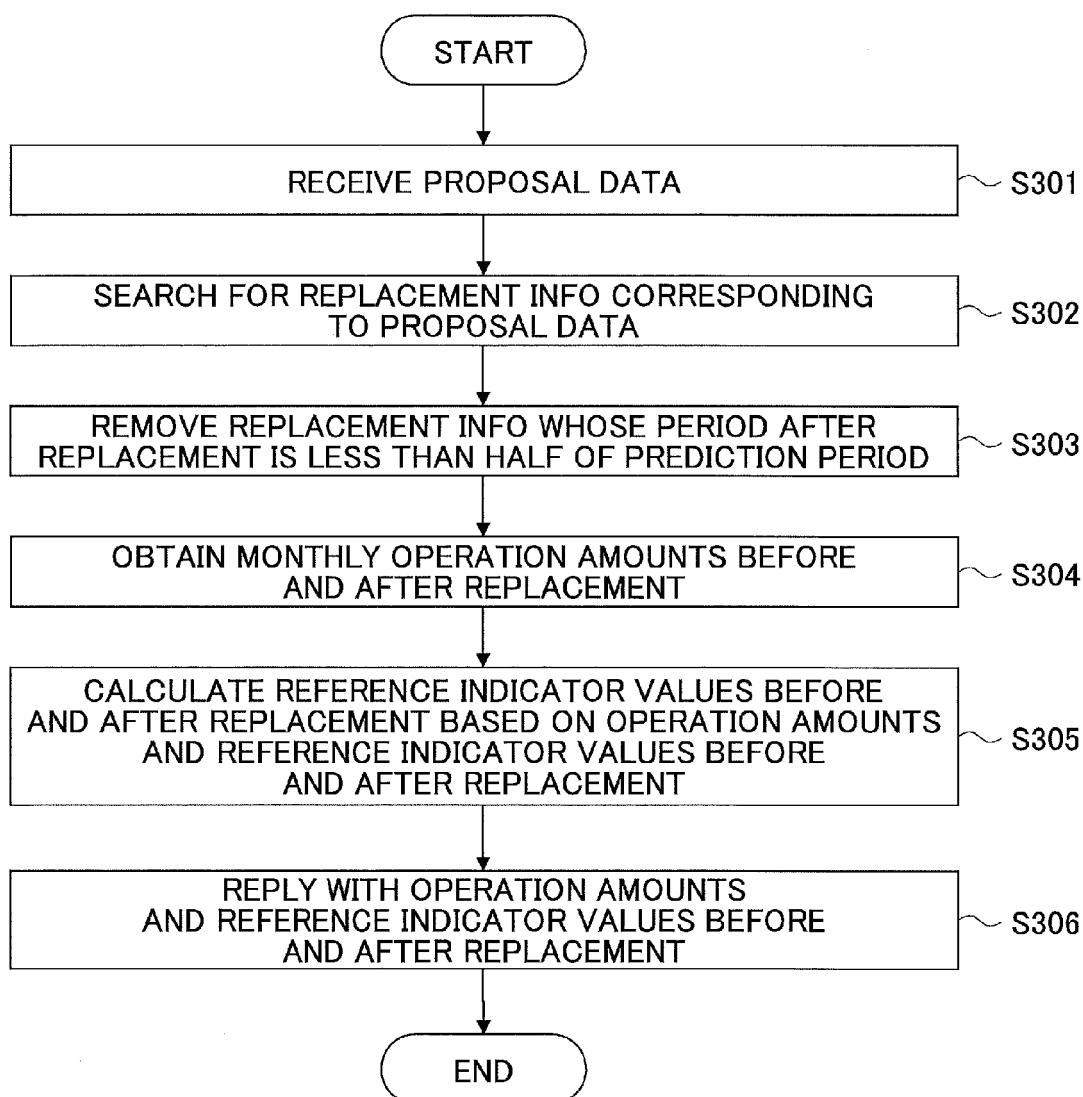 START
RECEIVE PROPOSAL DATA
S301
SEARCH FOR REPLACEMENT INFO CORRESPONDING
TO PROPOSAL DATA
S302
REMOVE REPLACEMENT INFO WHOSE PERIOD AFTER
REPLACEMENT IS LESS THAN HALF OF PREDICTION PERIOD
S303
OBTAIN MONTHLY OPERATION AMOUNTS BEFORE
AND AFTER REPLACEMENT
S304
CALCULATE REFERENCE INDICATOR VALUES BEFORE
AND AFTER REPLACEMENT BASED ON OPERATION AMOUNTS
AND REFERENCE INDICATOR VALUES BEFORE
AND AFTER REPLACEMENT
S305
REPLY WITH OPERATION AMOUNTS
AND REFERENCE INDICATOR VALUES BEFORE
AND AFTER REPLACEMENT
S306
END